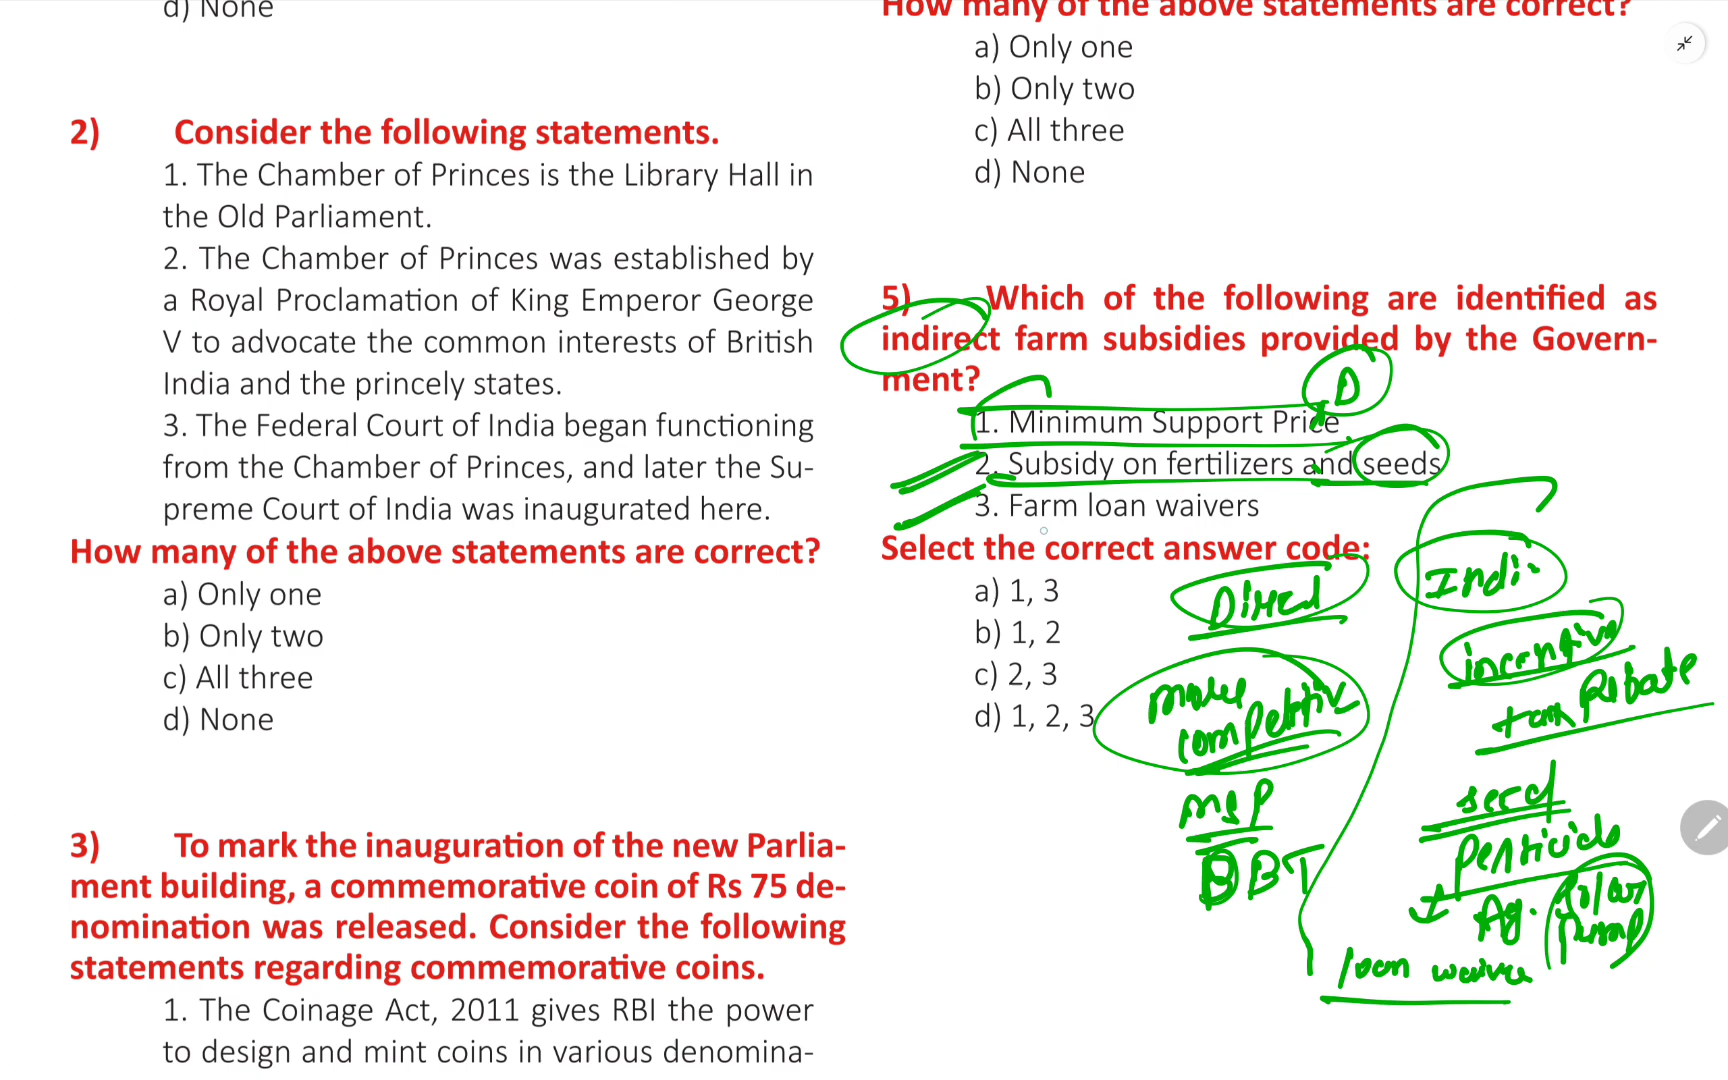 d) None
2) Consider the following statements.
1. The Chamber of Princes is the Library Hall in
the Old Parliament.
2. The Chamber of Princes was established by
a Royal Proclamation of King Emperor George
V to advocate the common interests of British
India and the princely states.
3. The Federal Court of India began functioning
from the Chamber of Princes, and later the Su-
preme Court of India was inaugurated here.
How many of the above statements are correct?
a) Only one
b) Only two
c) All three
d) None
3) To mark the inauguration of the new Parlia-
ment building, a commemorative coin of Rs 75 de-
nomination was released. Consider the following
statements regarding commemorative coins.
1. The Coinage Act, 2011 gives RBI the power
to design and mint coins in various denomina-
How many of the above statements are correct?
a) Only one
b) Only two
c) All three
d) None
5) Which of the following are identified as
indirect farm subsidies provided by the Govern-
ment?
D
1. Minimum Support Price
2. Subsidy on fertilizers and seeds
3. Farm loan waivers
Select the correct answer code:
a) 1, 3
b) 1, 2
c) 2, 3
d) 1, 2, 3
Direct
more
competitiv
MSP
DBT
Indi
incentive
Rebate
seed
Ag.
Solar
Pump
loan waive